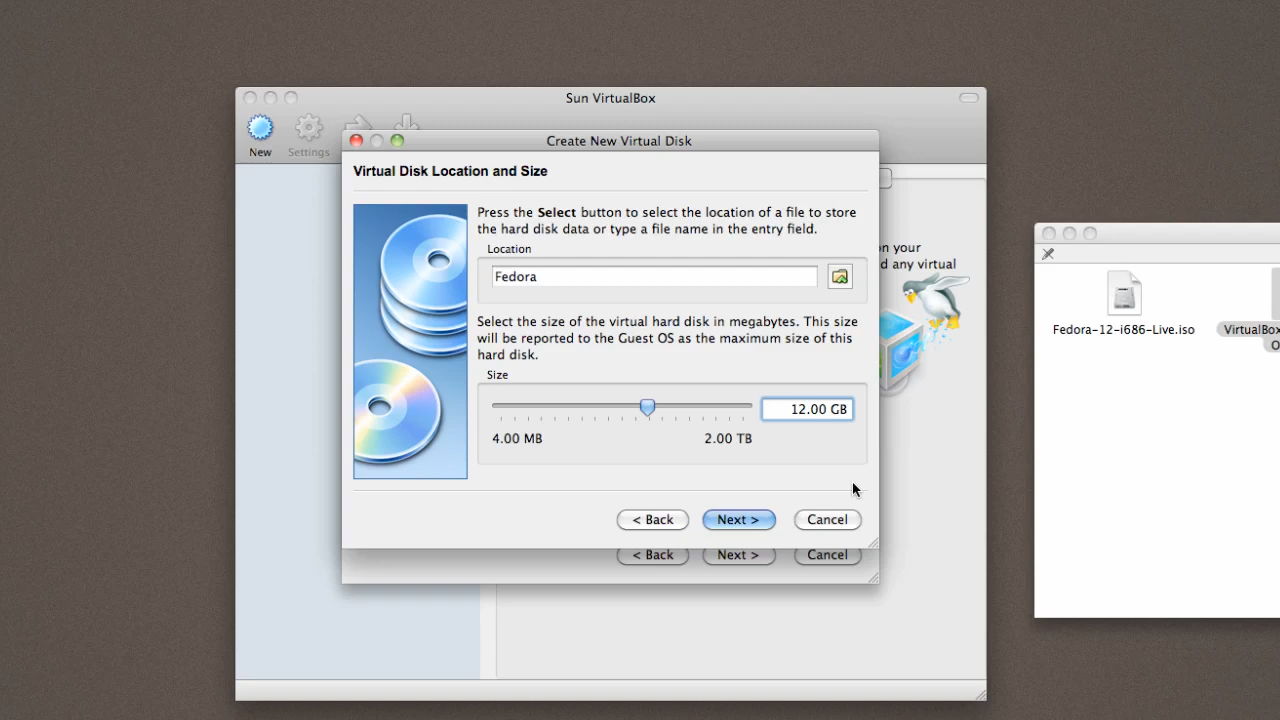 Sun VirtualBox
New
Settings
Create New Virtual Disk
Virtual Disk Location and Size
Press the Select button to select the location of a file to store
the hard disk data or type a file name in the entry field.
Location
Fedora
Select the size of the virtual hard disk in megabytes. This size
will be reported to the Guest OS as the maximum size of this
hard disk.
Size
12.00 GB
4.00 MB
2.00 TB
< Back
Next >
Cancel
< Back
Next >
Cancel
on your
d any virtual
Fedora-12-i686-Live.iso
VirtualBox